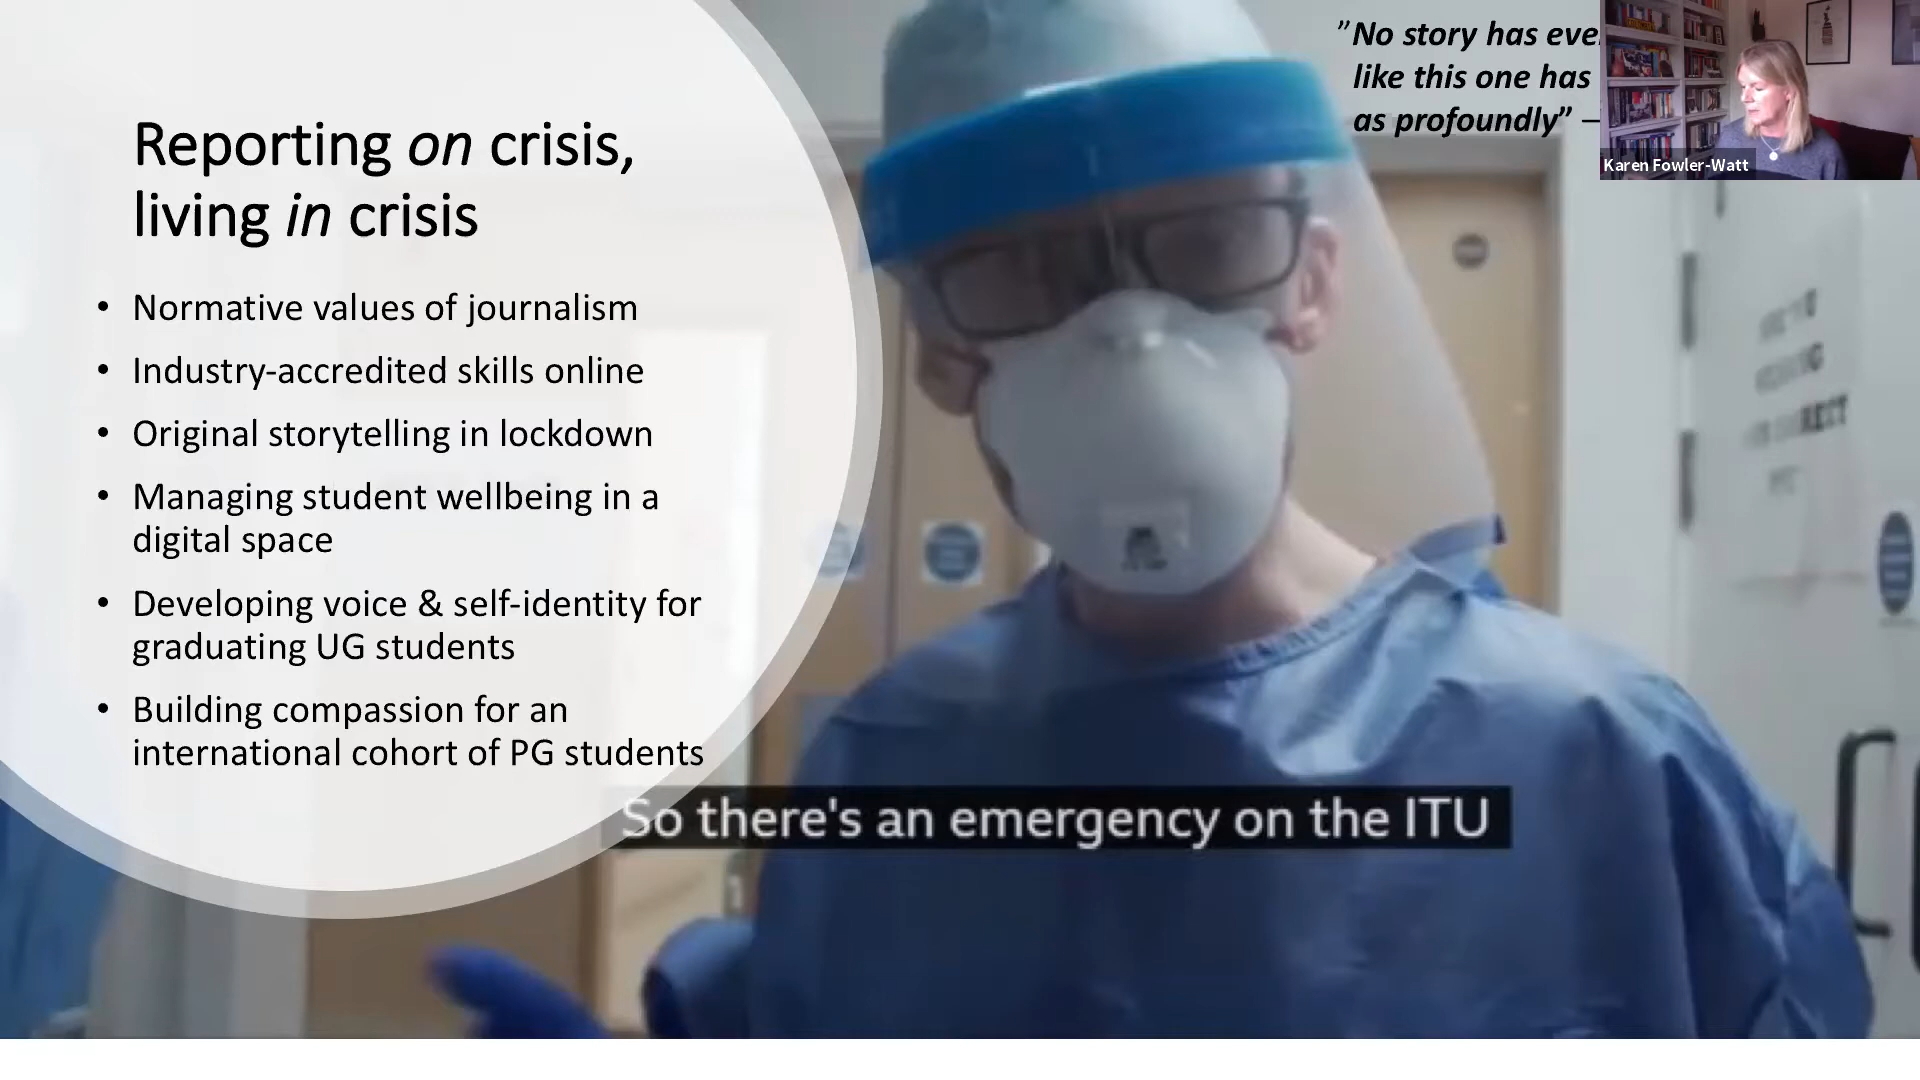 Reporting on crisis,
living in crisis
• Normative values of journalism
• Industry-accredited skills online
• Original storytelling in lockdown
• Managing student wellbeing in a
digital space
• Developing voice & self-identity for
graduating UG students
• Building compassion for an
international cohort of PG students
"No story has eve
like this one has
as profoundly” –
Karen Fowler-Watt
So there's an emergency on the ITU